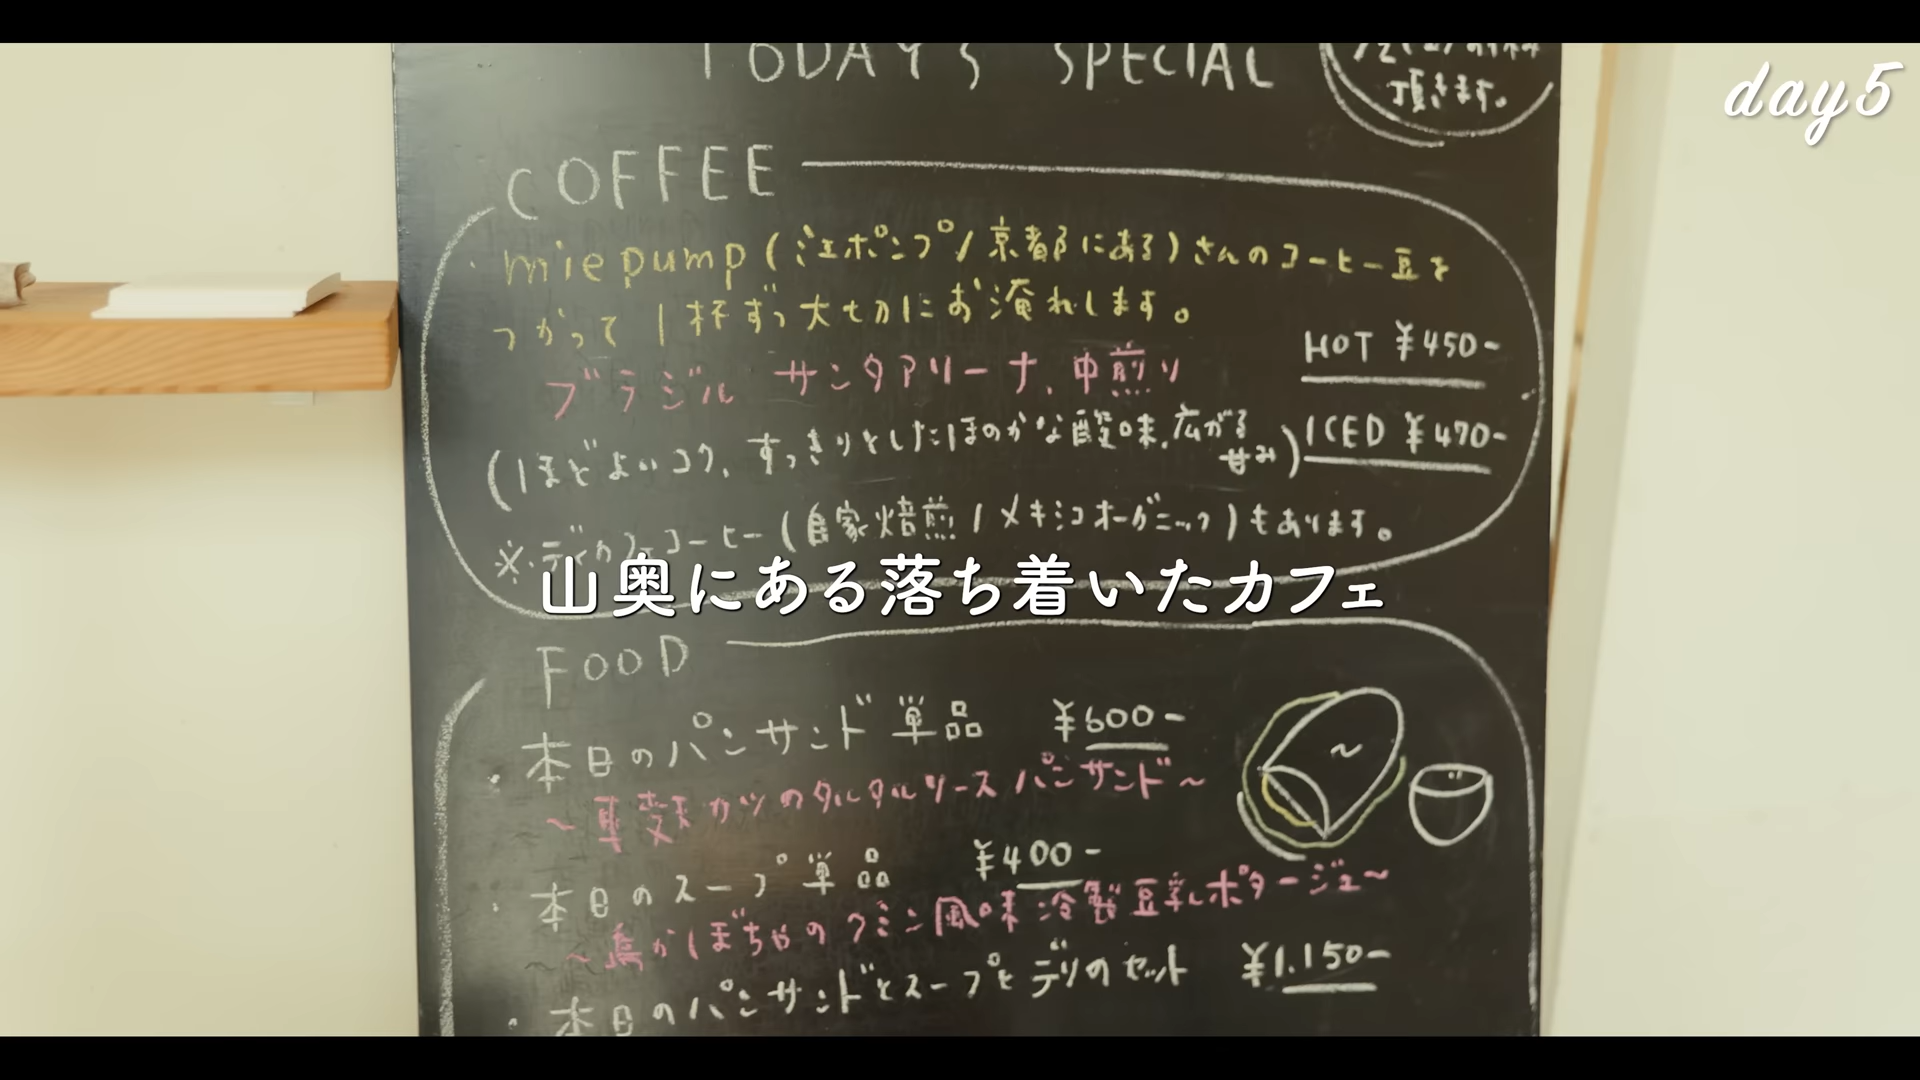 day5
TODAY'S SPECIAL
頂きます。
COFFEE
・miepump(ミエポンプ/京都にある)さんのコーヒー豆を
つかって1杯ずつ大切にお淹れします。
ブラジル サンタアリーナ、中煎り
HOT ¥450-
(ほどよいコク、すっきりとしたほのかな酸味、広がる甘み)
ICED ¥470-
※ディカフェコーヒー(自家焙煎/メキシコオーガニック)もあります。
山奥にある落ち着いたカフェ
FOOD
・本日のパンサンド単品 ¥600-
~車麸カツのタルタルソースパンサンド~
・本日のスープ単品 ¥400-
かぼちゃのクミン風味冷製豆乳ポタージュ~
・本日のパンサンドとスープとデリのセット ¥1.150-